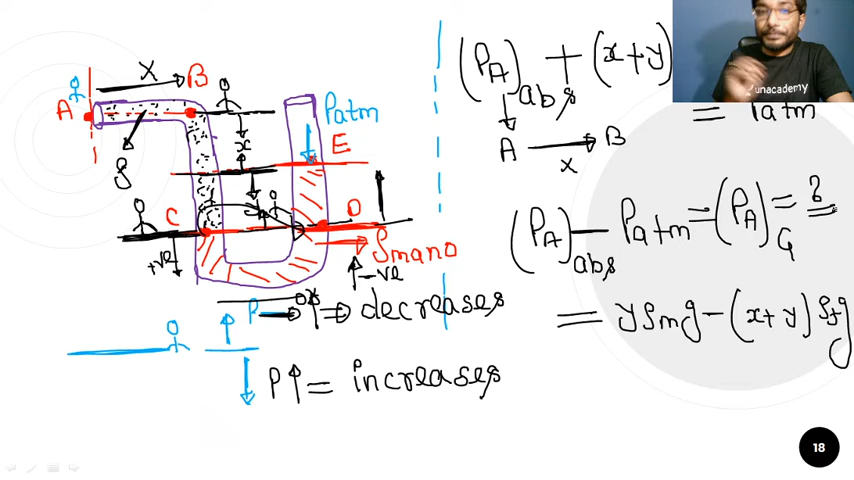 A
X
B
Patm
E
x
ρ
C
D
ρmano
+ve
-ve
P ↑ ⇒ decreases
P↑ = increases
(PA)abs + (x+y)
= Patm
A → B
x
(PA)abs - Patm = (PA)G = ?
= yρmg - (x+y)ρfg
unacademy
18